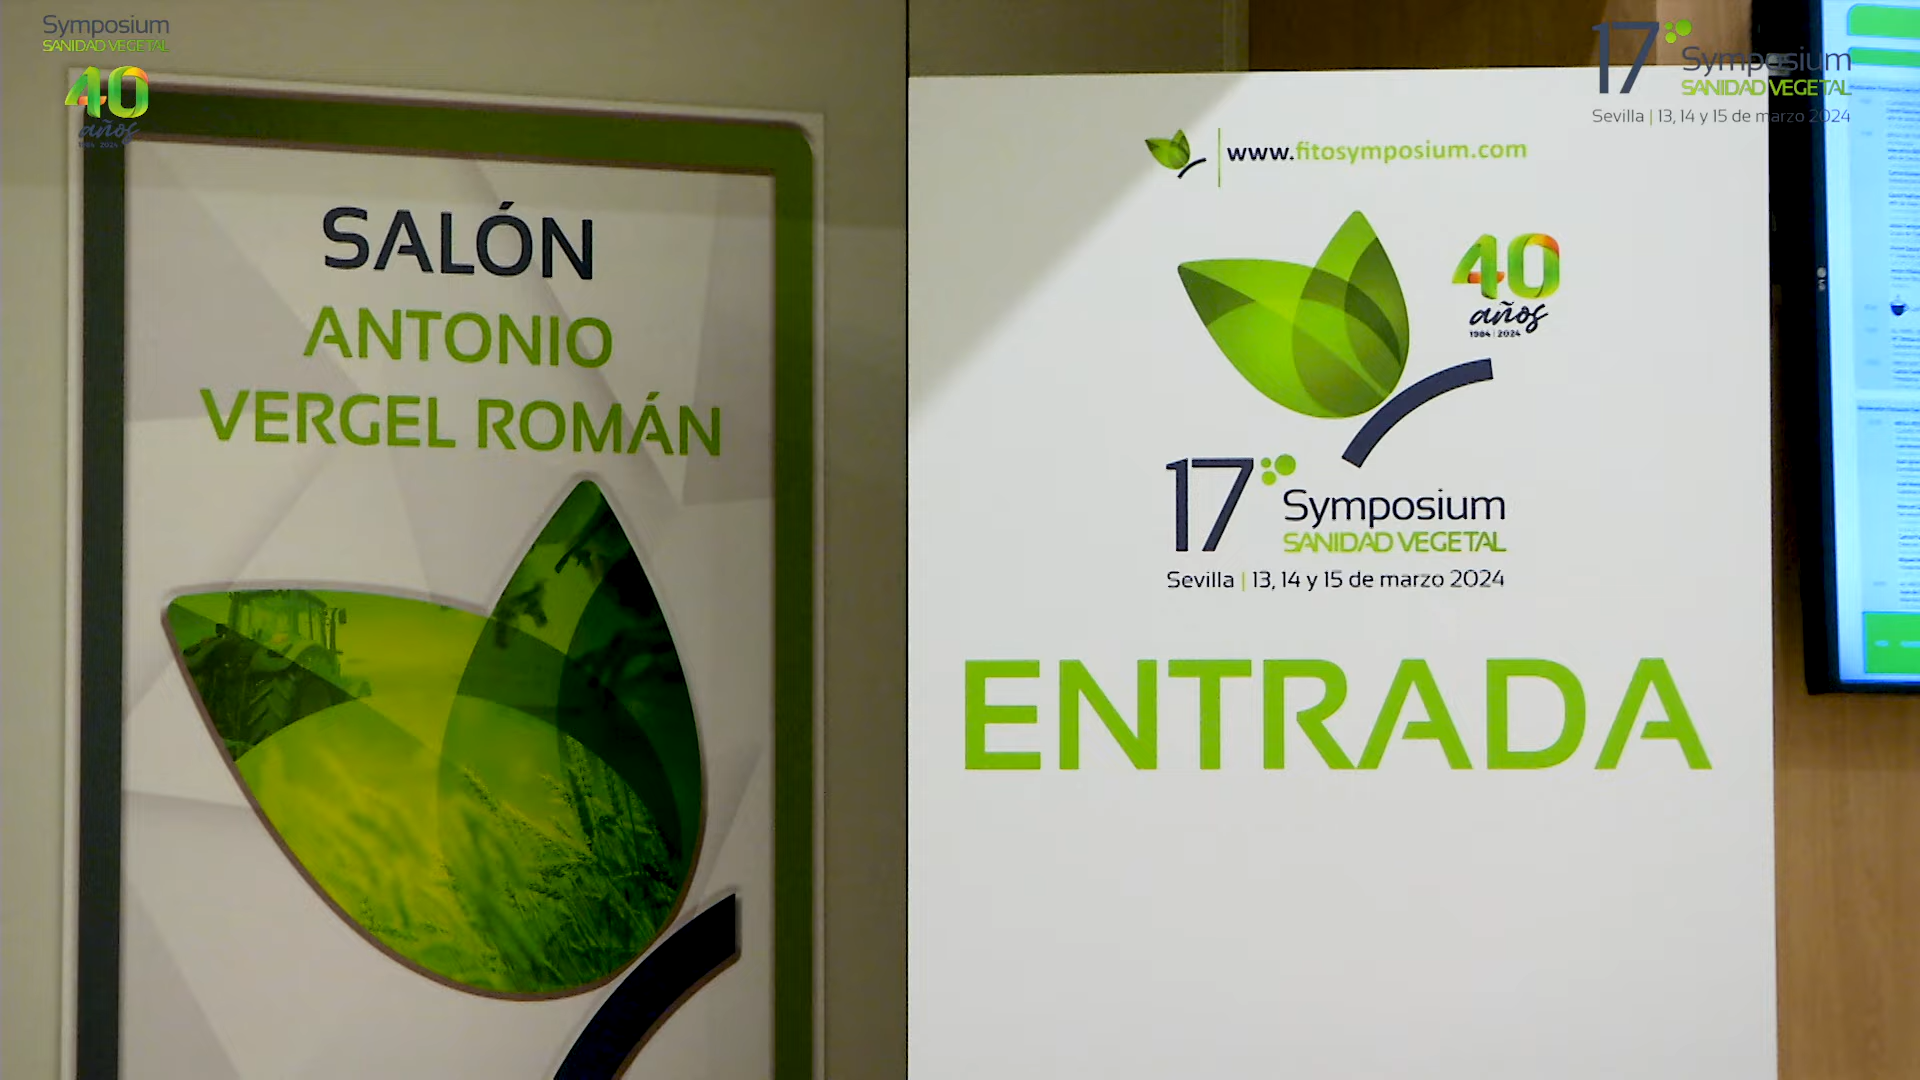 Symposium
SANIDAD VEGETAL
40
años
1984 2024
17
Symposium
SANIDAD VEGETAL
Sevilla | 13, 14 y 15 de marzo 2024
SALÓN
ANTONIO
VERGEL ROMÁN
www.fitosymposium.com
40
años
1984 | 2024
17
Symposium
SANIDAD VEGETAL
Sevilla | 13, 14 y 15 de marzo 2024
ENTRADA